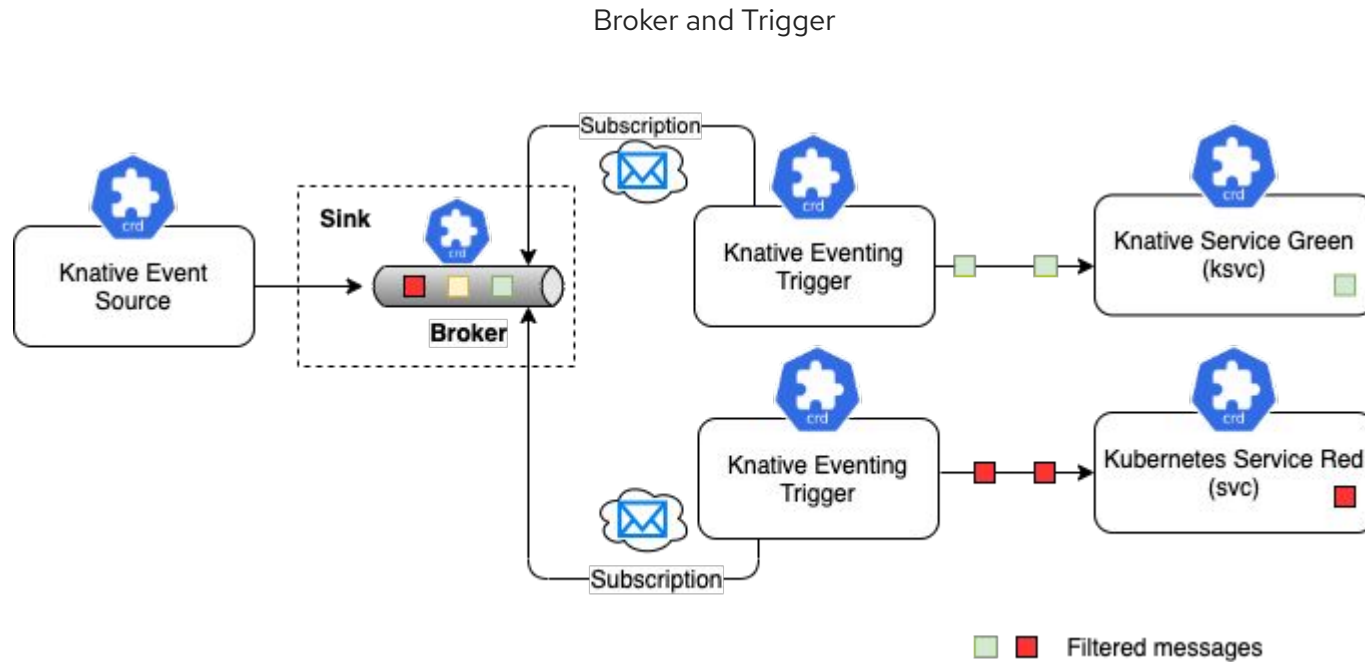 Broker and Trigger
Subscription
crd
Knative Event
Source
Sink
crd
Broker
crd
Knative Eventing
Trigger
crd
Knative Service Green
(ksvc)
crd
Knative Eventing
Trigger
crd
Kubernetes Service Red
(svc)
Subscription
Filtered messages